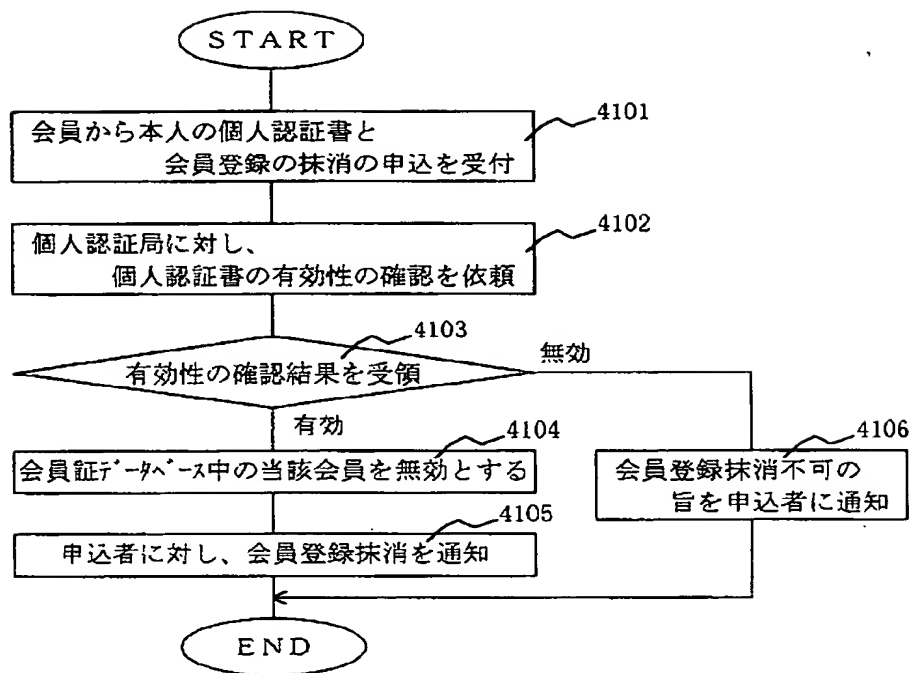 START
4101
会員から本人の個人認証書と
会員登録の抹消の申込を受付
4102
個人認証局に対し、
個人認証書の有効性の確認を依頼
4103
有効性の確認結果を受領
無効
有効
4104
会員証ﾃﾞｰﾀﾍﾞｰｽ中の当該会員を無効とする
4106
会員登録抹消不可の
旨を申込者に通知
4105
申込者に対し、会員登録抹消を通知
END